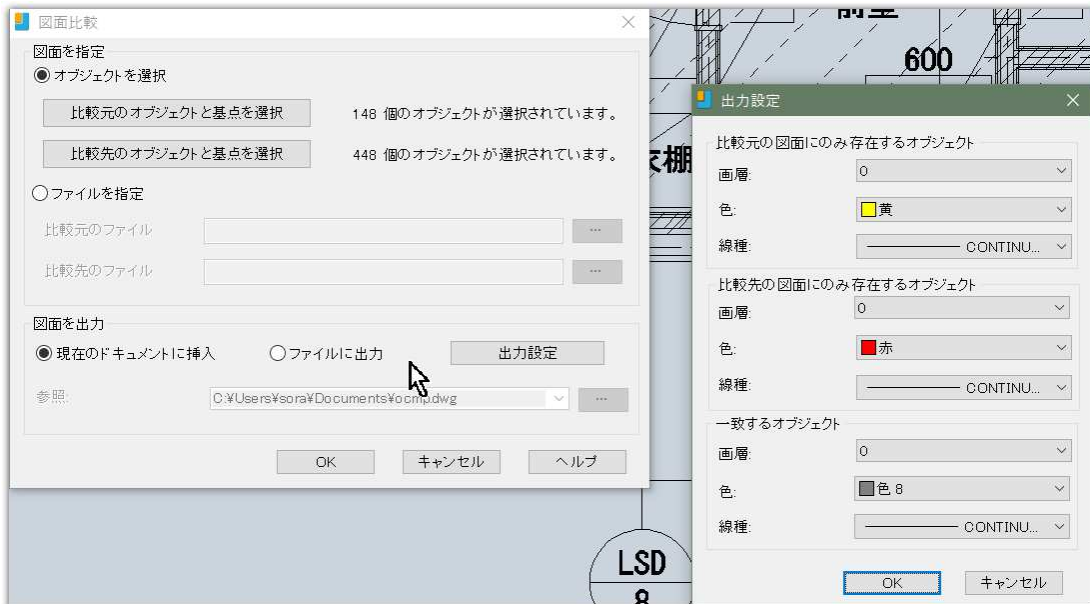 図面比較
図面を指定
オブジェクトを選択
比較元のオブジェクトと基点を選択
148 個のオブジェクトが選択されています。
比較先のオブジェクトと基点を選択
448 個のオブジェクトが選択されています。
ファイルを指定
比較元のファイル
...
比較先のファイル
...
図面を出力
現在のドキュメントに挿入
ファイルに出力
出力設定
参照:
C:¥Users¥sora¥Documents¥ocmp.dwg
...
OK
キャンセル
ヘルプ
600
棚
LSD
8
出力設定
比較元の図面にのみ存在するオブジェクト
画層:
0
色:
黄
線種:
CONTINU...
比較先の図面にのみ存在するオブジェクト
画層:
0
色:
赤
線種:
CONTINU...
一致するオブジェクト
画層:
0
色:
色 8
線種:
CONTINU...
OK
キャンセル